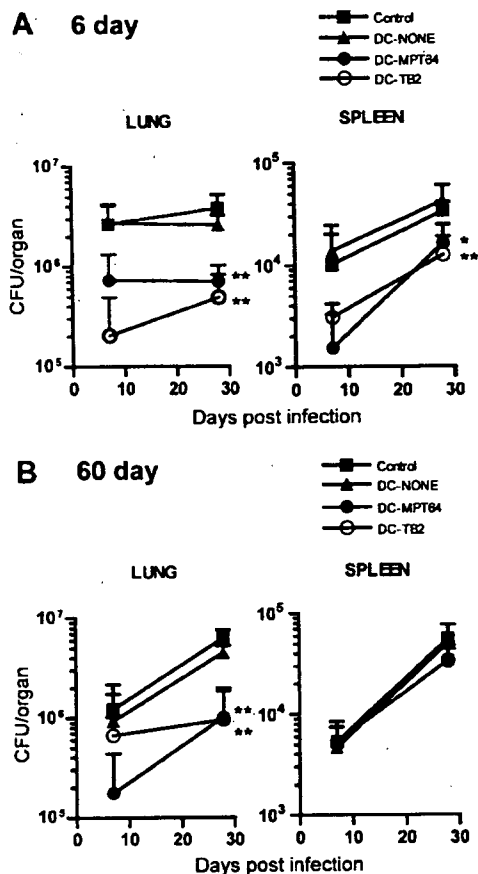 A 6 day
Control
DC-NONE
DC-MPT64
DC-TB2
LUNG
SPLEEN
CFU/organ
10^7
10^6
10^5
0 10 20 30
**
**
10^5
10^4
10^3
0 10 20 30
*
**
Days post infection
B 60 day
Control
DC-NONE
DC-MPT64
DC-TB2
LUNG
SPLEEN
CFU/organ
10^7
10^6
10^5
0 10 20 30
**
**
10^5
10^4
10^3
0 10 20 30
Days post infection